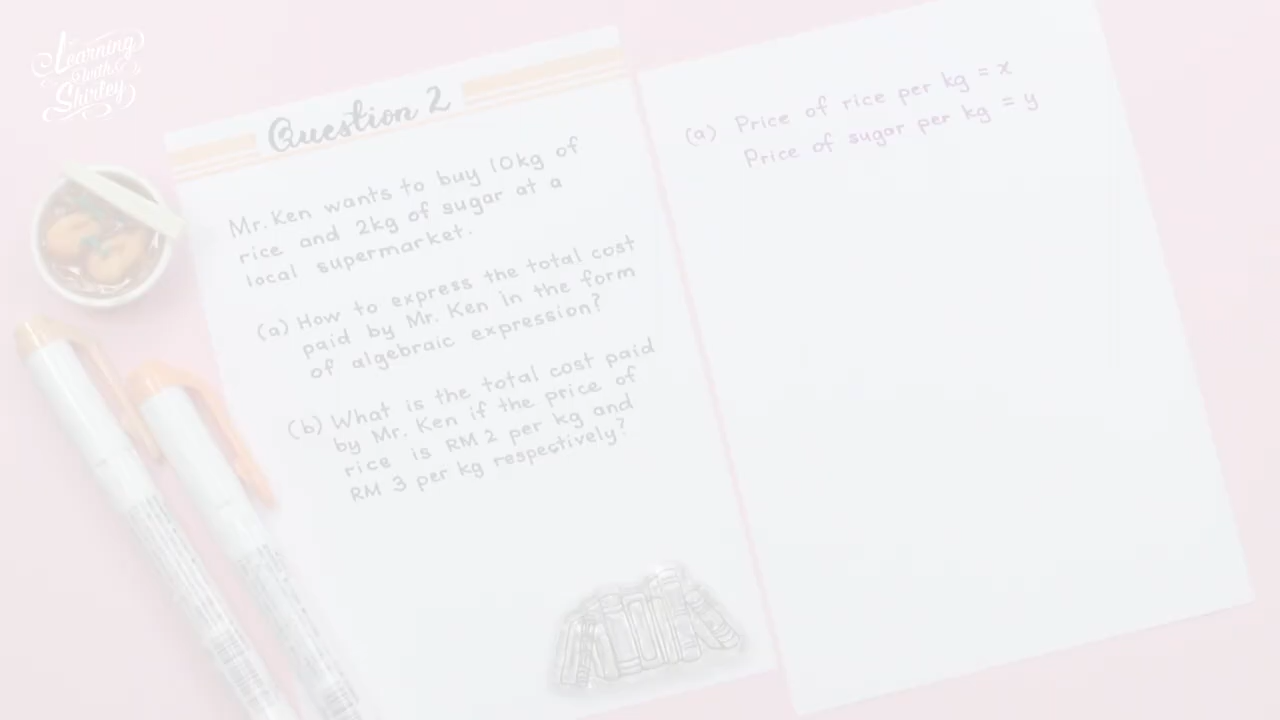 Learning
With
Shirley
Question 2
Mr. Ken wants to buy 10kg of
rice and 2kg of sugar at a
local supermarket.
(a) How to express the total cost
paid by Mr. Ken in the form
of algebraic expression?
(b) What is the total cost paid
by Mr. Ken if the price of
rice is RM 2 per kg and
RM 3 per kg respectively?
(a) Price of rice per kg = x
Price of sugar per kg = y